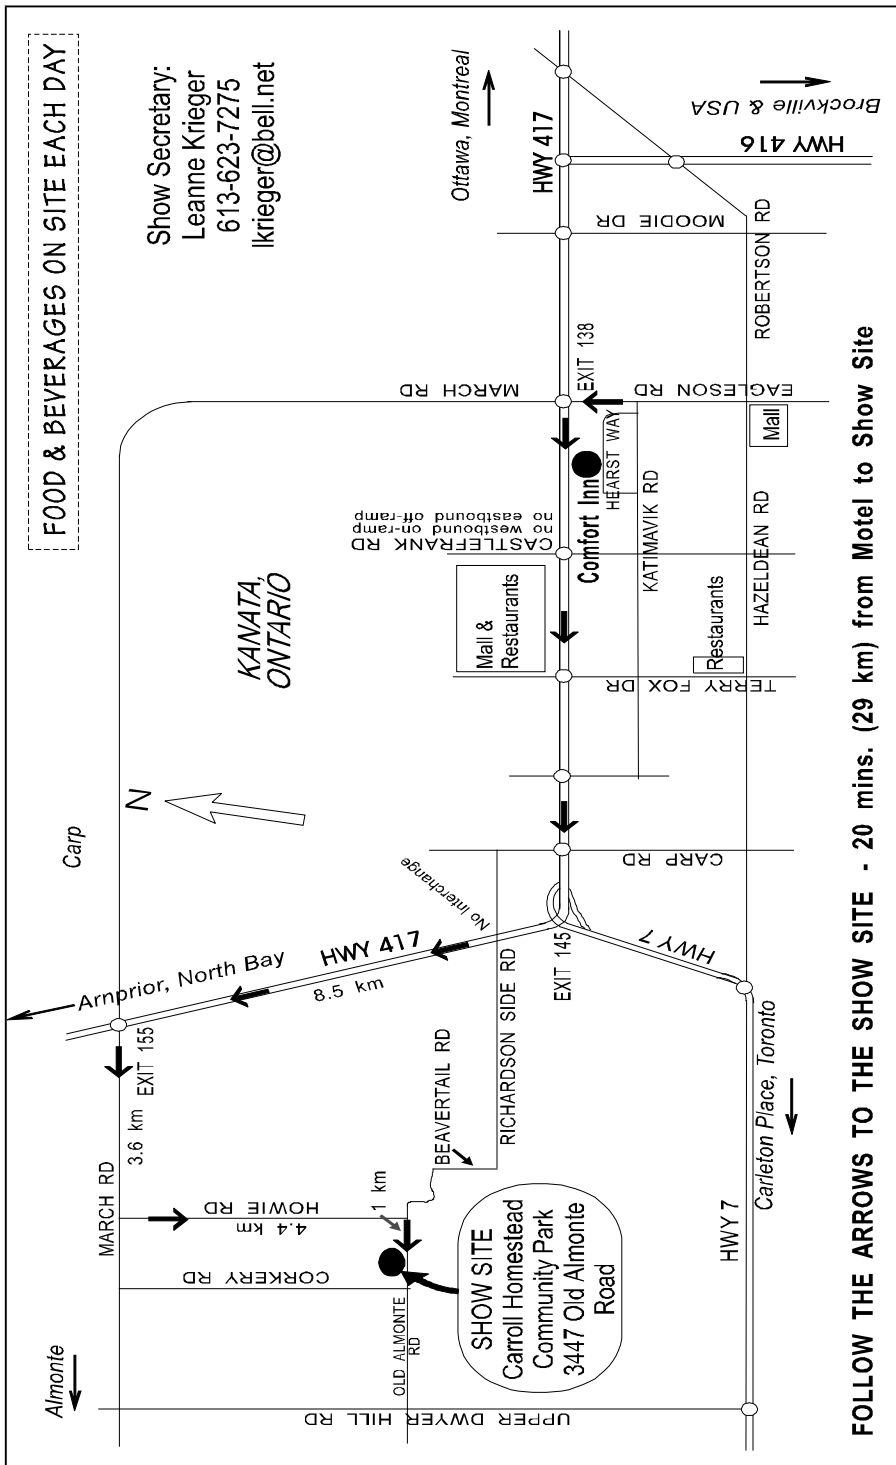 FOOD & BEVERAGES ON SITE EACH DAY
Show Secretary:
Leanne Krieger
613-623-7275
lkrieger@bell.net
Almonte
Carp
Arnprior, North Bay
KANATA,
ONTARIO
N
Ottawa, Montreal
MARCH RD
3.6 km
EXIT 155
HWY 417
8.5 km
No Interchange
MARCH RD
HOWIE RD
4.4 km
1 km
CORKERY RD
OLD ALMONTE
RD
BEAVERTAIL RD
RICHARDSON SIDE RD
SHOW SITE
Carroll Homestead
Community Park
3447 Old Almonte
Road
UPPER DWYER HILL RD
EXIT 145
CARP RD
HWY 7
HWY 7
Carleton Place, Toronto
Mall &
Restaurants
CASTLEFRANK RD
no westbound on-ramp
no eastbound off-ramp
Comfort Inn
HEARST WAY
KATIMAVIK RD
TERRY FOX DR
Restaurants
HAZELDEAN RD
Mall
EXIT 138
EAGLESON RD
HWY 417
MOODIE DR
ROBERTSON RD
HWY 416
Brockville & USA
FOLLOW THE ARROWS TO THE SHOW SITE - 20 mins. (29 km) from Motel to Show Site